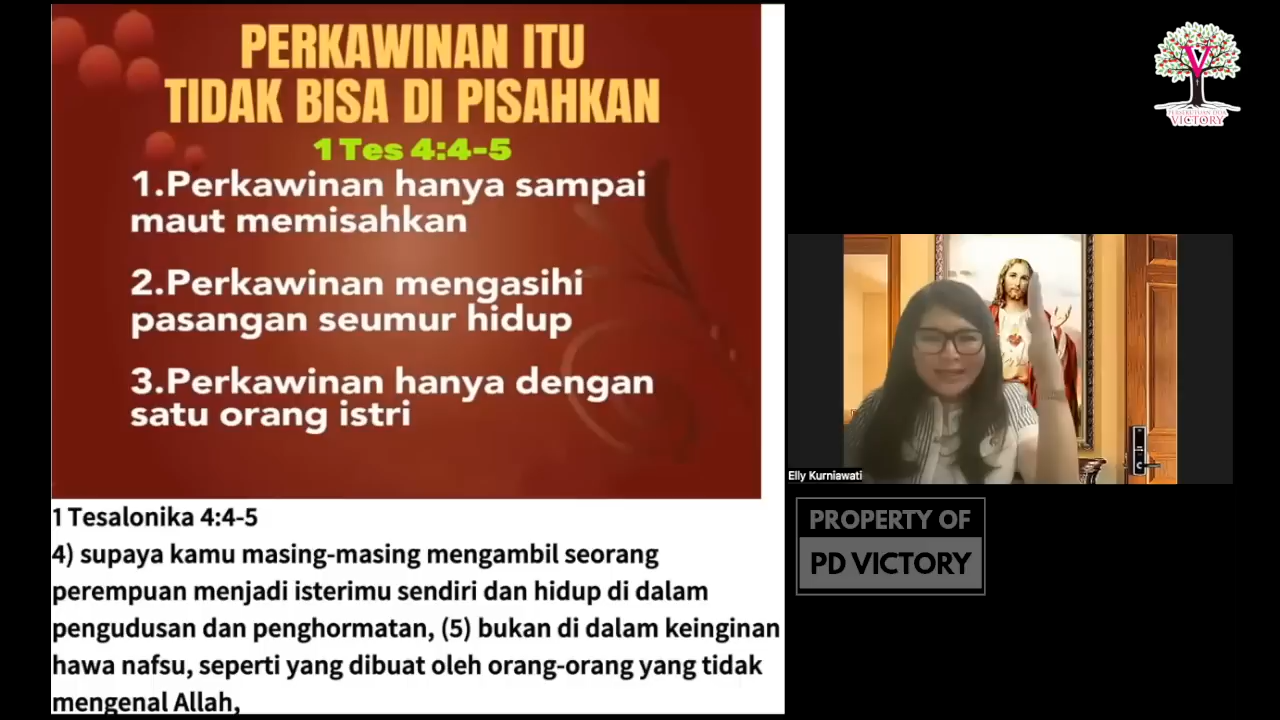 PERKAWINAN ITU
TIDAK BISA DI PISAHKAN
1 Tes 4:4-5
1.Perkawinan hanya sampai
maut memisahkan
2.Perkawinan mengasihi
pasangan seumur hidup
3.Perkawinan hanya dengan
satu orang istri
1 Tesalonika 4:4-5
4) supaya kamu masing-masing mengambil seorang
perempuan menjadi isterimu sendiri dan hidup di dalam
pengudusan dan penghormatan, (5) bukan di dalam keinginan
hawa nafsu, seperti yang dibuat oleh orang-orang yang tidak
mengenal Allah,
V
PERSEKUTUAN DOA
VICTORY
Elly Kurniawati
PROPERTY OF
PD VICTORY